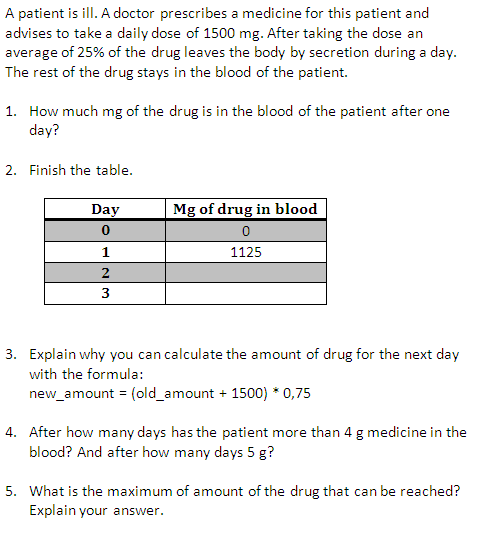 A patient is ill. A doctor prescribes a medicine for this patient and
advises to take a daily dose of 1500 mg. After taking the dose an
average of 25% of the drug leaves the body by secretion during a day.
The rest of the drug stays in the blood of the patient.
1. How much mg of the drug is in the blood of the patient after one
day?
2. Finish the table.
Day Mg of drug in blood
0 0
1 1125
2
3
3. Explain why you can calculate the amount of drug for the next day
with the formula:
new_amount = (old_amount + 1500) * 0,75
4. After how many days has the patient more than 4 g medicine in the
blood? And after how many days 5 g?
5. What is the maximum of amount of the drug that can be reached?
Explain your answer.